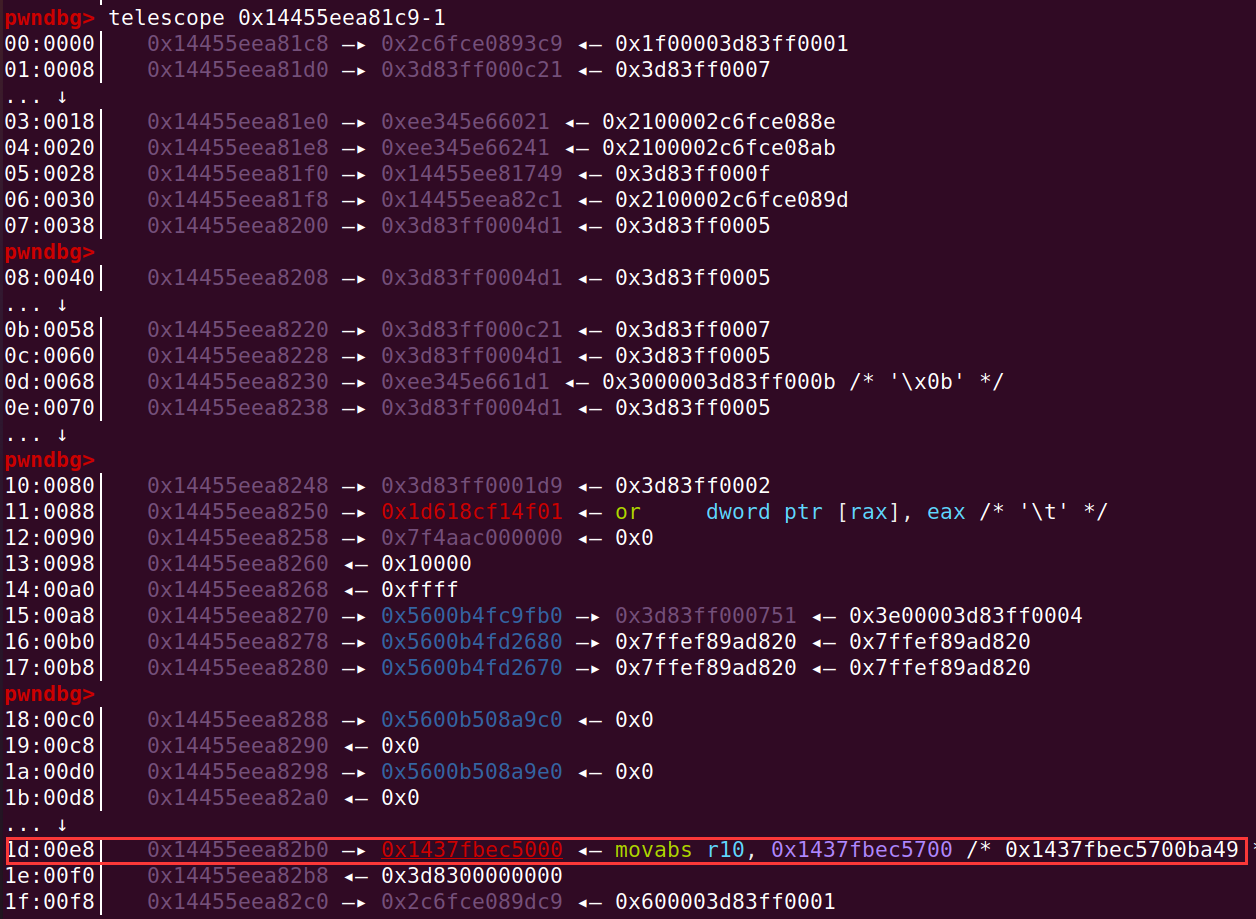 pwndbg> telescope 0x14455eea81c9-1
00:0000│ 0x14455eea81c8 —▸ 0x2c6fce0893c9 ◂— 0x1f00003d83ff0001
01:0008│ 0x14455eea81d0 —▸ 0x3d83ff000c21 ◂— 0x3d83ff0007
... ↓
03:0018│ 0x14455eea81e0 —▸ 0xee345e66021 ◂— 0x2100002c6fce088e
04:0020│ 0x14455eea81e8 —▸ 0xee345e66241 ◂— 0x2100002c6fce08ab
05:0028│ 0x14455eea81f0 —▸ 0x14455ee81749 ◂— 0x3d83ff000f
06:0030│ 0x14455eea81f8 —▸ 0x14455eea82c1 ◂— 0x2100002c6fce089d
07:0038│ 0x14455eea8200 —▸ 0x3d83ff0004d1 ◂— 0x3d83ff0005
pwndbg>
08:0040│ 0x14455eea8208 —▸ 0x3d83ff0004d1 ◂— 0x3d83ff0005
... ↓
0b:0058│ 0x14455eea8220 —▸ 0x3d83ff000c21 ◂— 0x3d83ff0007
0c:0060│ 0x14455eea8228 —▸ 0x3d83ff0004d1 ◂— 0x3d83ff0005
0d:0068│ 0x14455eea8230 —▸ 0xee345e661d1 ◂— 0x3000003d83ff000b /* '\x0b' */
0e:0070│ 0x14455eea8238 —▸ 0x3d83ff0004d1 ◂— 0x3d83ff0005
... ↓
pwndbg>
10:0080│ 0x14455eea8248 —▸ 0x3d83ff0001d9 ◂— 0x3d83ff0002
11:0088│ 0x14455eea8250 —▸ 0x1d618cf14f01 ◂— or dword ptr [rax], eax /* '\t' */
12:0090│ 0x14455eea8258 —▸ 0x7f4aac000000 ◂— 0x0
13:0098│ 0x14455eea8260 ◂— 0x10000
14:00a0│ 0x14455eea8268 ◂— 0xffff
15:00a8│ 0x14455eea8270 —▸ 0x5600b4fc9fb0 —▸ 0x3d83ff000751 ◂— 0x3e00003d83ff0004
16:00b0│ 0x14455eea8278 —▸ 0x5600b4fd2680 —▸ 0x7ffef89ad820 ◂— 0x7ffef89ad820
17:00b8│ 0x14455eea8280 —▸ 0x5600b4fd2670 —▸ 0x7ffef89ad820 ◂— 0x7ffef89ad820
pwndbg>
18:00c0│ 0x14455eea8288 —▸ 0x5600b508a9c0 ◂— 0x0
19:00c8│ 0x14455eea8290 ◂— 0x0
1a:00d0│ 0x14455eea8298 —▸ 0x5600b508a9e0 ◂— 0x0
1b:00d8│ 0x14455eea82a0 ◂— 0x0
... ↓
1d:00e8│ 0x14455eea82b0 —▸ 0x1437fbec5000 ◂— movabs r10, 0x1437fbec5700 /* 0x1437fbec5700ba49 *
1e:00f0│ 0x14455eea82b8 ◂— 0x3d8300000000
1f:00f8│ 0x14455eea82c0 —▸ 0x2c6fce089dc9 ◂— 0x600003d83ff0001